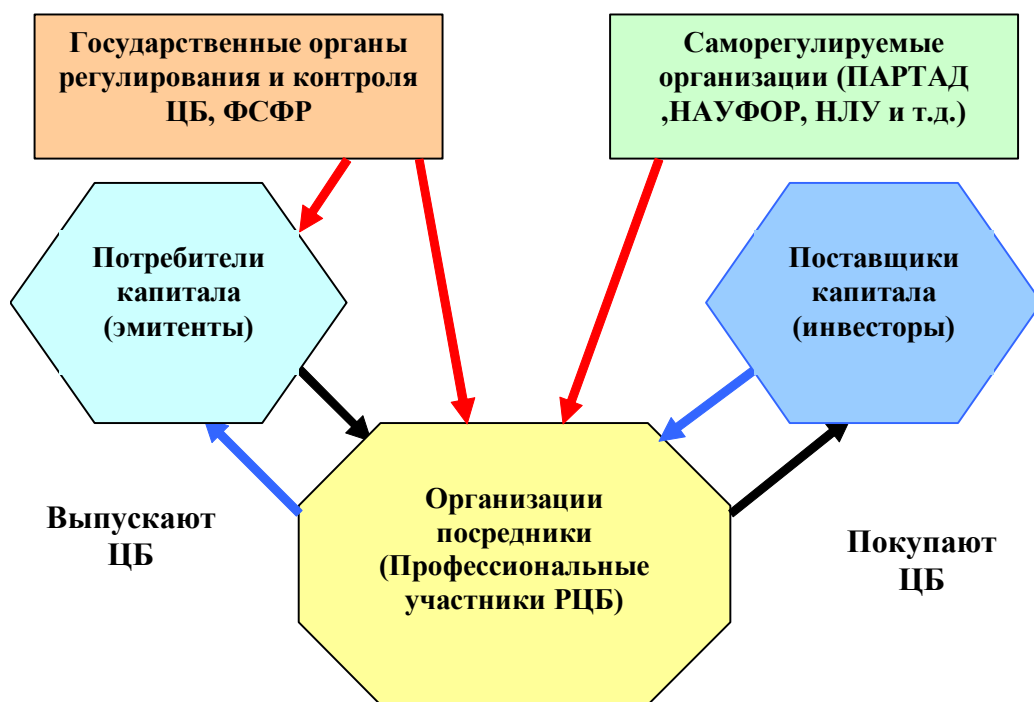 Государственные органы
регулирования и контроля
ЦБ, ФСФР
Саморегулируемые
организации (ПАРТАД
,НАУФОР, НЛУ и т.д.)
Потребители
капитала
(эмитенты)
Поставщики
капитала
(инвесторы)
Выпускают
ЦБ
Организации
посредники
(Профессиональные
участники РЦБ)
Покупают
ЦБ